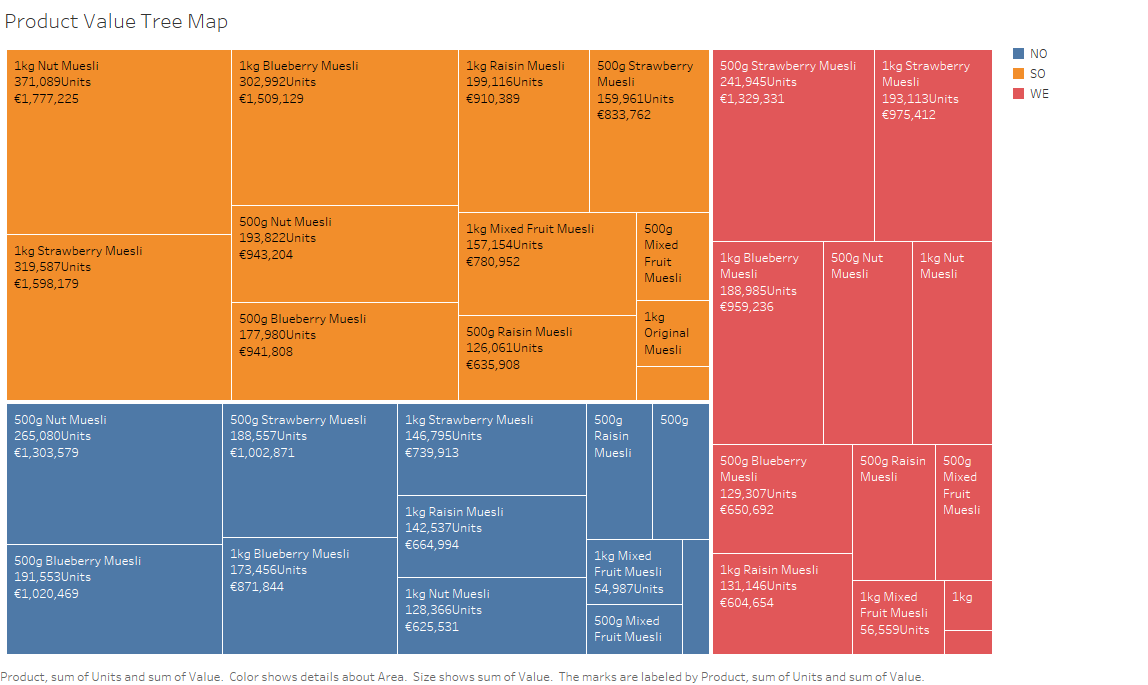 Product Value Tree Map
1kg Nut Muesli
371,089Units
€1,777,225
1kg Strawberry Muesli
319,587Units
€1,598,179
1kg Blueberry Muesli
302,992Units
€1,509,129
500g Nut Muesli
193,822Units
€943,204
500g Blueberry Muesli
177,980Units
€941,808
1kg Raisin Muesli
199,116Units
€910,389
500g Strawberry
Muesli
159,961Units
€833,762
1kg Mixed Fruit Muesli
157,154Units
€780,952
500g Raisin Muesli
126,061Units
€635,908
500g
Mixed
Fruit
Muesli
1kg
Original
Muesli
500g Nut Muesli
265,080Units
€1,303,579
500g Blueberry Muesli
191,553Units
€1,020,469
500g Strawberry Muesli
188,557Units
€1,002,871
1kg Blueberry Muesli
173,456Units
€871,844
1kg Strawberry Muesli
146,795Units
€739,913
1kg Raisin Muesli
142,537Units
€664,994
1kg Nut Muesli
128,366Units
€625,531
500g
Raisin
Muesli
500g
1kg Mixed
Fruit Muesli
54,987Units
500g Mixed
Fruit Muesli
500g Strawberry Muesli
241,945Units
€1,329,331
1kg Strawberry
Muesli
193,113Units
€975,412
1kg Blueberry
Muesli
188,985Units
€959,236
500g Nut
Muesli
1kg Nut
Muesli
500g Blueberry
Muesli
129,307Units
€650,692
1kg Raisin Muesli
131,146Units
€604,654
500g Raisin
Muesli
500g
Mixed
Fruit
Muesli
1kg Mixed
Fruit Muesli
56,559Units
1kg
NO
SO
WE
Product, sum of Units and sum of Value.  Color shows details about Area.  Size shows sum of Value.  The marks are labeled by Product, sum of Units and sum of Value.